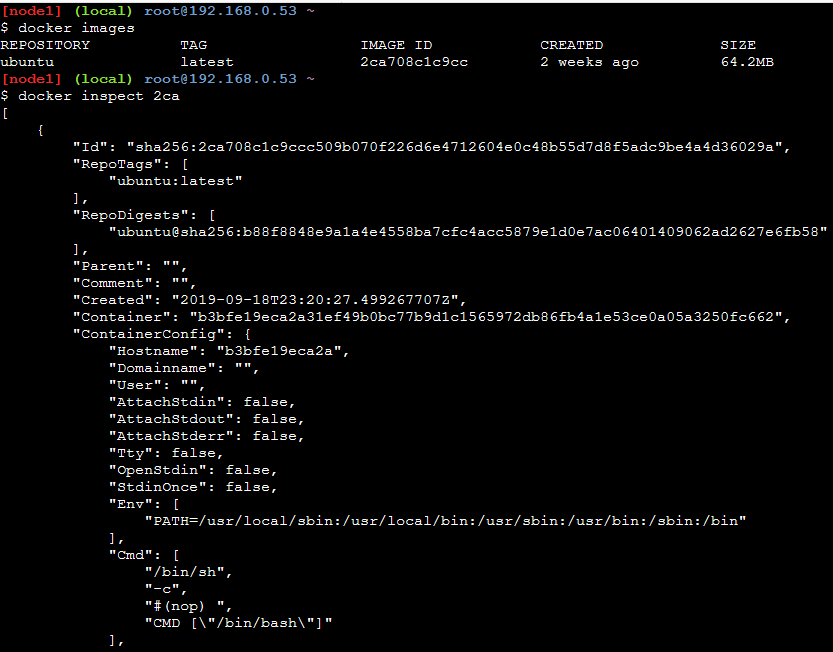 [node1] (local) root@192.168.0.53 ~
$ docker images
REPOSITORY          TAG                 IMAGE ID            CREATED             SIZE
ubuntu              latest              2ca708c1c9cc        2 weeks ago         64.2MB
[node1] (local) root@192.168.0.53 ~
$ docker inspect 2ca
[
    {
        "Id": "sha256:2ca708c1c9ccc509b070f226d6e4712604e0c48b55d7d8f5adc9be4a4d36029a",
        "RepoTags": [
            "ubuntu:latest"
        ],
        "RepoDigests": [
            "ubuntu@sha256:b88f8848e9a1a4e4558ba7cfc4acc5879e1d0e7ac06401409062ad2627e6fb58"
        ],
        "Parent": "",
        "Comment": "",
        "Created": "2019-09-18T23:20:27.499267707Z",
        "Container": "b3bfe19eca2a31ef49b0bc77b9d1c1565972db86fb4a1e53ce0a05a3250fc662",
        "ContainerConfig": {
            "Hostname": "b3bfe19eca2a",
            "Domainname": "",
            "User": "",
            "AttachStdin": false,
            "AttachStdout": false,
            "AttachStderr": false,
            "Tty": false,
            "OpenStdin": false,
            "StdinOnce": false,
            "Env": [
                "PATH=/usr/local/sbin:/usr/local/bin:/usr/sbin:/usr/bin:/sbin:/bin"
            ],
            "Cmd": [
                "/bin/sh",
                "-c",
                "#(nop) ",
                "CMD [\"/bin/bash\"]"
            ],